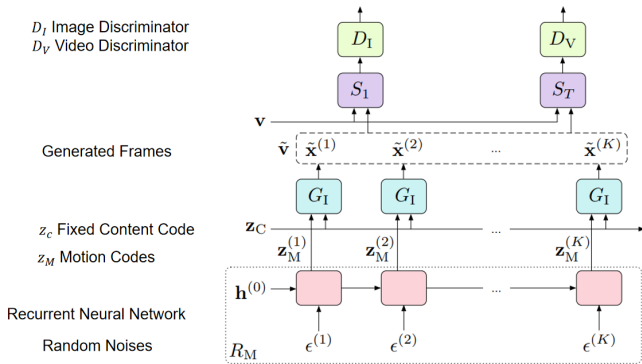 D_I Image Discriminator
D_V Video Discriminator
D_I D_V
S_1 S_T
v
Generated Frames
ṽ x̃^(1) x̃^(2) ... x̃^(K)
G_I G_I G_I
z_c Fixed Content Code
z_C ...
z_M Motion Codes
z_M^(1) z_M^(2) ... z_M^(K)
h^(0) ...
Recurrent Neural Network
Random Noises
R_M ϵ^(1) ϵ^(2) ... ϵ^(K)